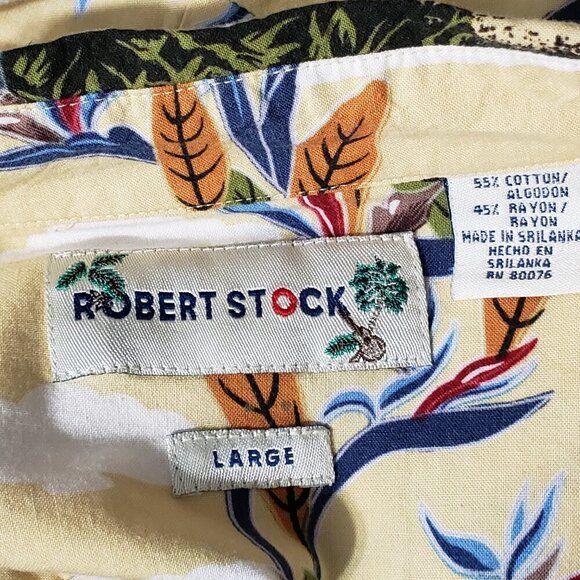 55% COTTON/
ALGODON
45% RAYON/
RAYON
MADE IN SRILANKA
HECHO EN
SRILANKA
RN 80076
ROBERT STOCK
LARGE